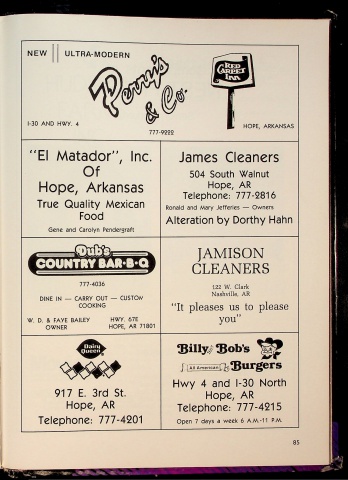 NEW || ULTRA-MODERN
Perry's
& Co.
RED
CARPET
INN
I-30 AND HWY. 4
HOPE, ARKANSAS
777-9222
"El Matador", Inc.
Of
Hope, Arkansas
True Quality Mexican
Food
Gene and Carolyn Pendergraft
James Cleaners
504 South Walnut
Hope, AR
Telephone: 777-2816
Ronald and Mary Jefferies — Owners
Alteration by Dorthy Hahn
Dub's
COUNTRY BAR-B-Q
777-4036
DINE IN — CARRY OUT — CUSTOM
COOKING
W. D. & FAYE BAILEY
OWNER
HWY. 67E
HOPE, AR 71801
JAMISON
CLEANERS
122 W. Clark
Nashville, AR
"It pleases us to please
you"
Dairy
Queen
917 E. 3rd St.
Hope, AR
Telephone: 777-4201
Billy Bob's
All American Burgers
Hwy 4 and I-30 North
Hope, AR
Telephone: 777-4215
Open 7 days a week 6 A.M.-11 P.M.
85